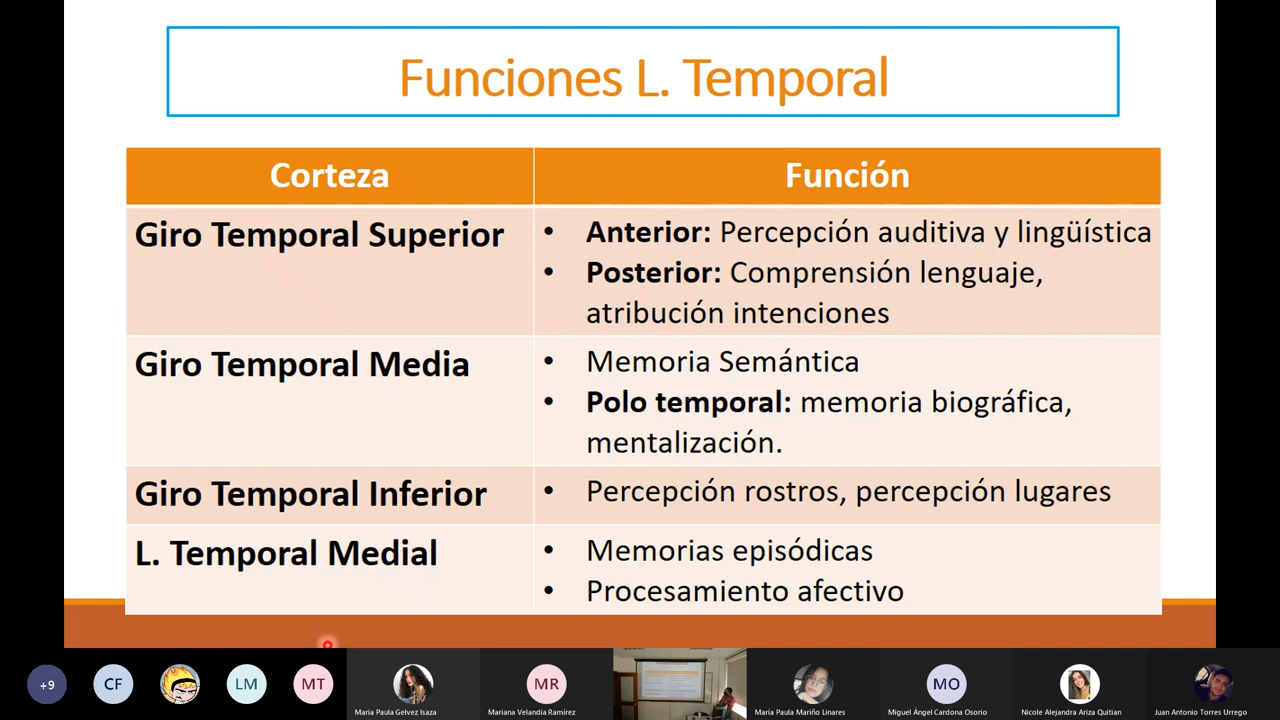 Funciones L. Temporal
Corteza
Función
Giro Temporal Superior
• Anterior: Percepción auditiva y lingüística
• Posterior: Comprensión lenguaje,
atribución intenciones
Giro Temporal Media
• Memoria Semántica
• Polo temporal: memoria biográfica,
mentalización.
Giro Temporal Inferior
• Percepción rostros, percepción lugares
L. Temporal Medial
• Memorias episódicas
• Procesamiento afectivo
+9
CF
LM
MT
Maria Paula Gelvez Isaza
MR
Mariana Velandia Ramírez
María Paula Mariño Linares
MO
Miguel Ángel Cardona Osorio
Nicole Alejandra Ariza Quitian
Juan Antonio Torres Urrego